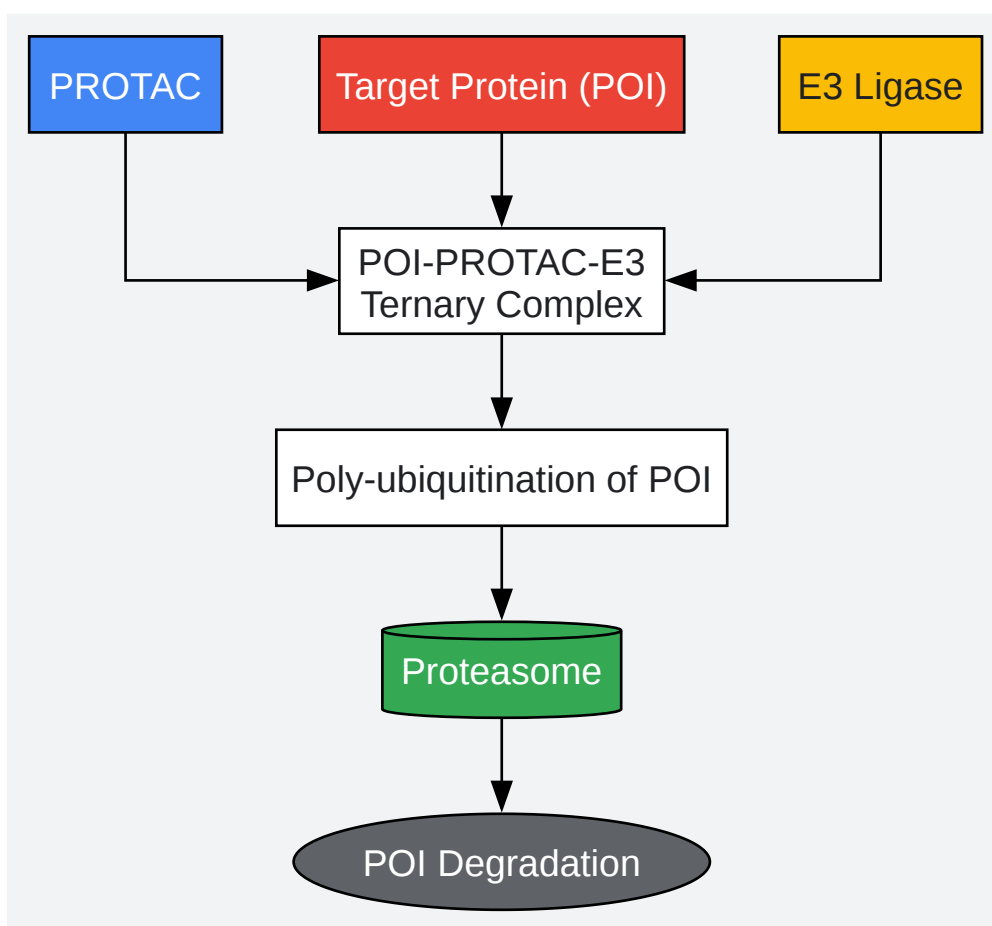 PROTAC
Target Protein (POI)
E3 Ligase
POI-PROTAC-E3
Ternary Complex
Poly-ubiquitination of POI
Proteasome
POI Degradation